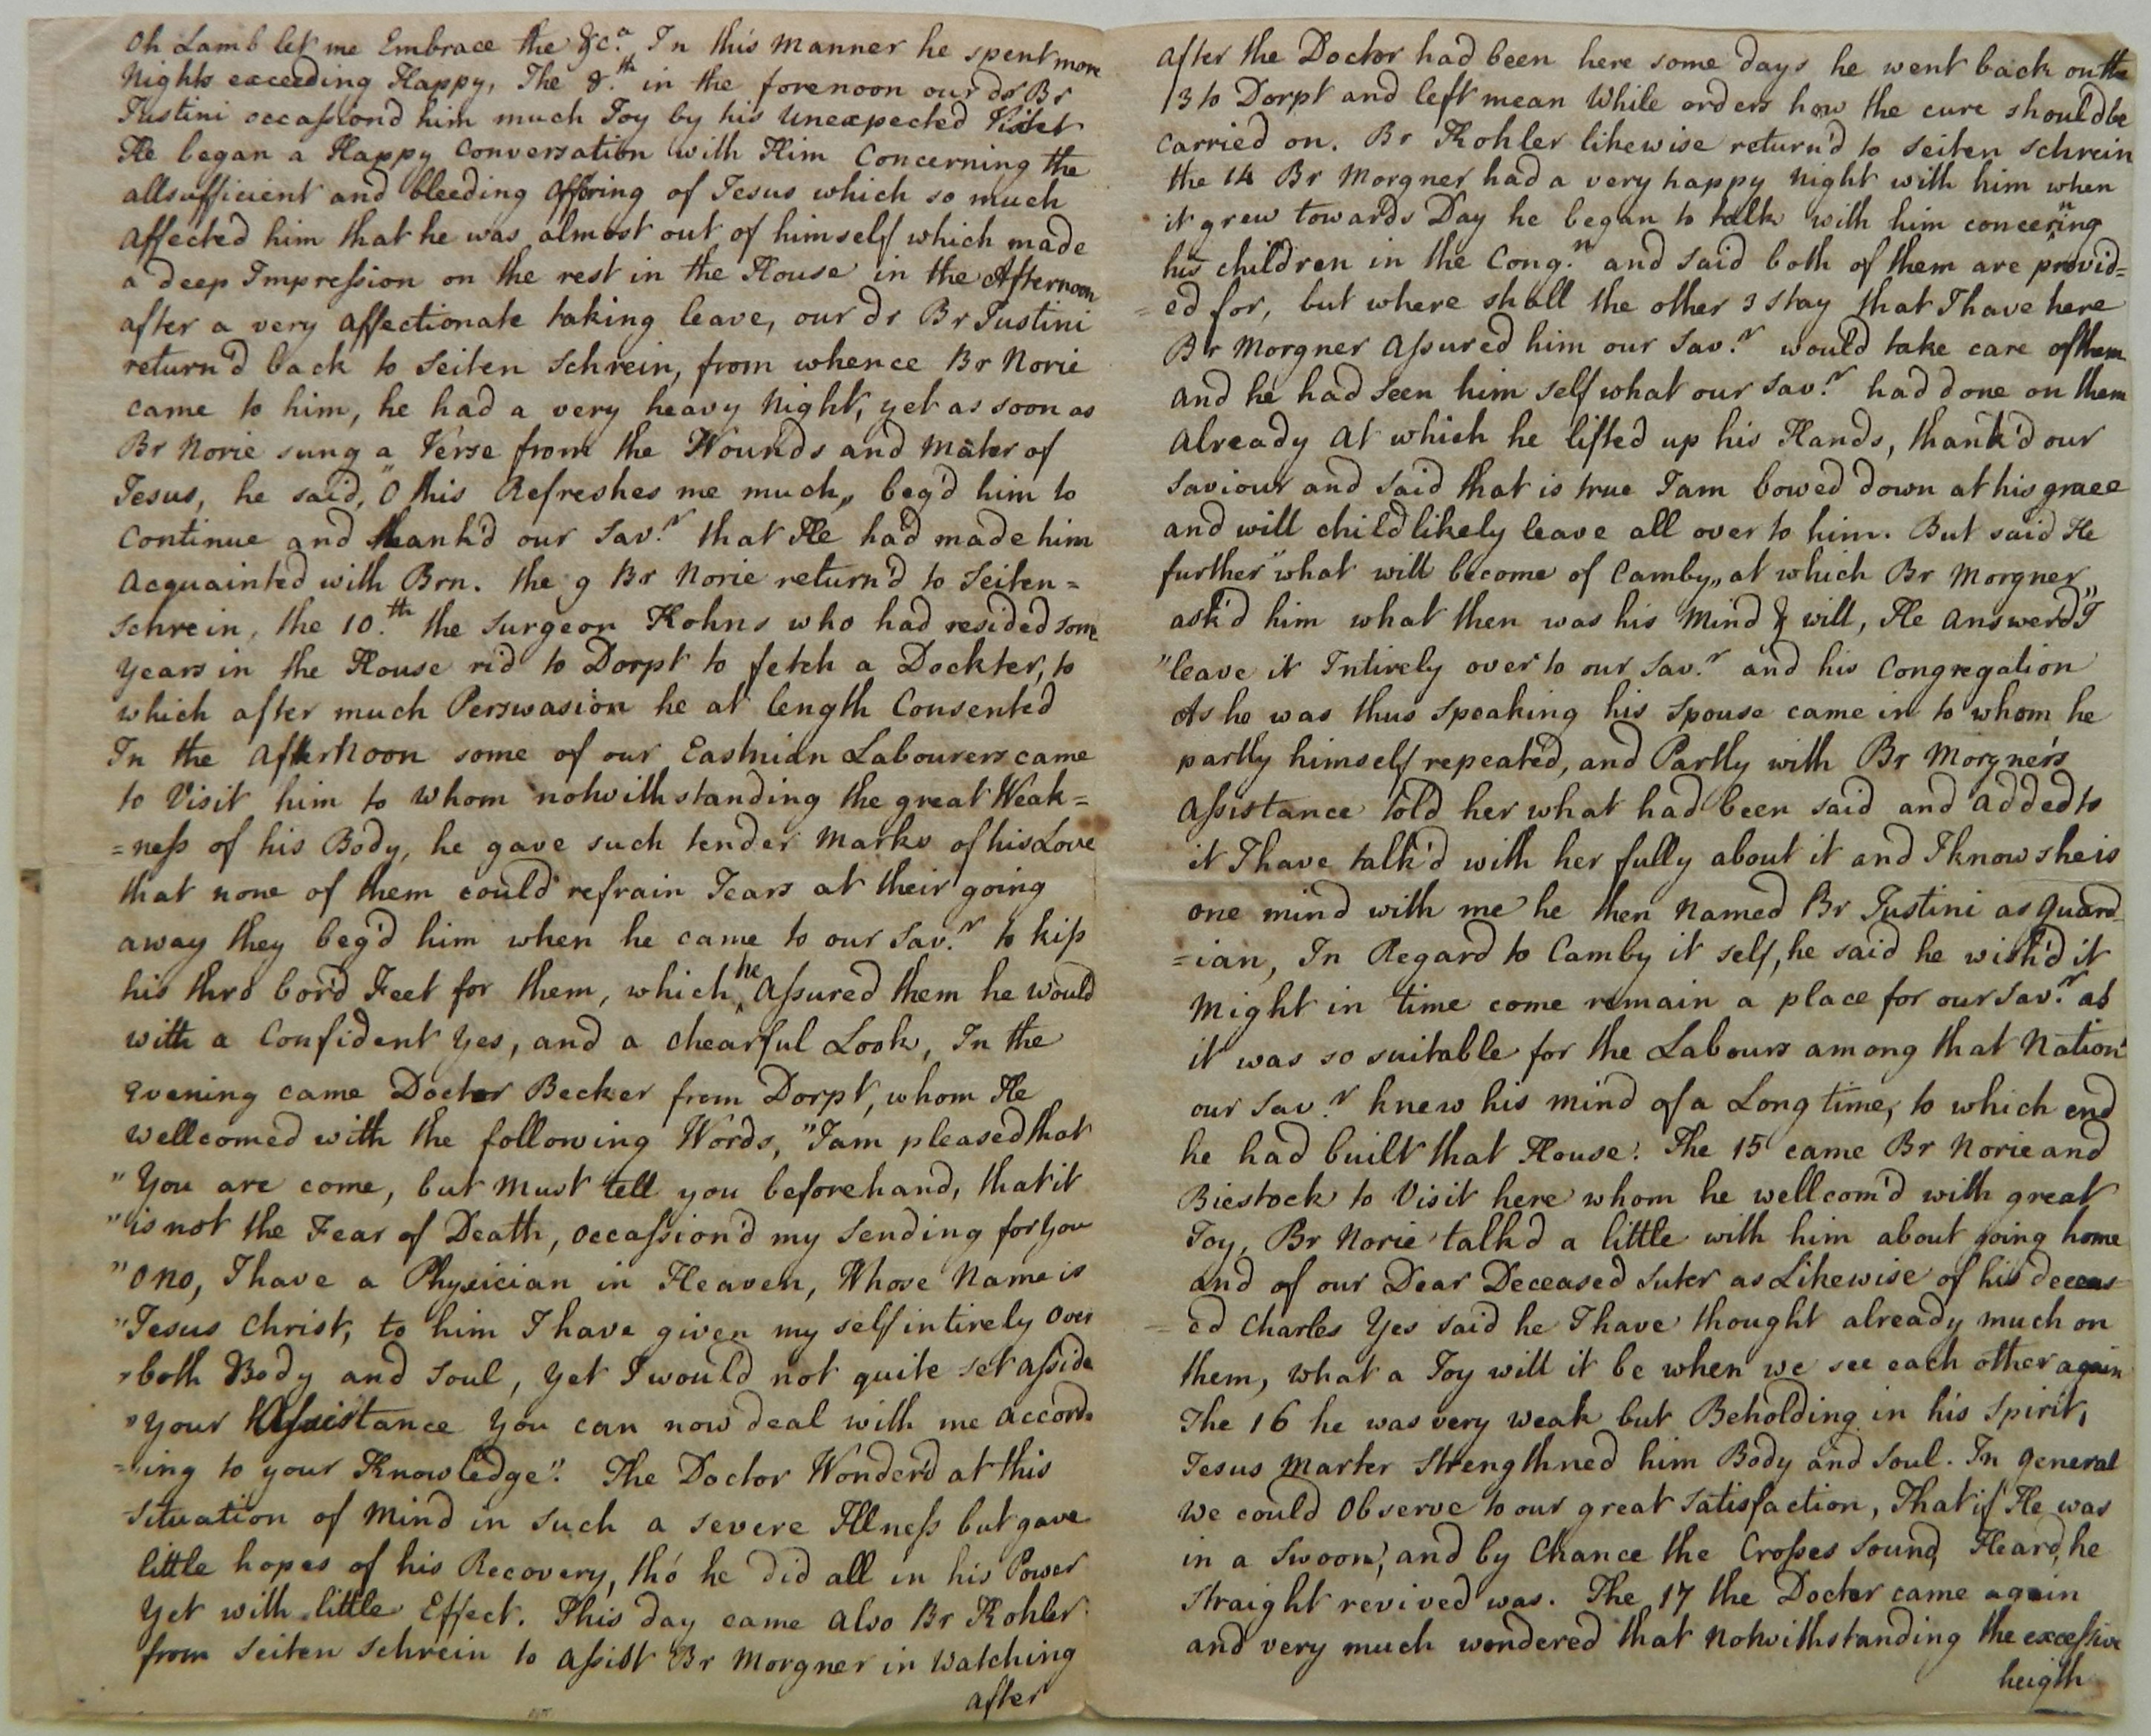 Oh Lamb let me Embrace the &c.a In this Manner he spent more
Nights exceeding Happy, The 8.th in the forenoon our dr Br
Justini occasiond him much Joy by his Unexpected Visiet
He began a Happy Conversation with Him Concerning the
allsufficient and bleeding Offring of Jesus which so much
affected him that he was almost out of himself which made
a deep Impression on the rest in the House in the Afternoon
after a very affectionate taking leave, our dr Br Justini
return'd back to Seiten Schrein, from whence Br Norie
came to him, he had a very heavy Night, yet as soon as
Br Norie sung a Verse from the Wounds and Mater of
Jesus, he said, "O this Refreshes me much,, beg'd him to
Continue and thank'd our Sav.r that He had made him
Acquainted with Brn. the 9 Br Norie return'd to Seiten=
Schrein, the 10.th the Surgeon Kohns who had resided som
years in the House rid to Dorpt to fetch a Dockter, to
which after much Perswasion he at length Consented
In the AfterNoon some of our Eastnian Labourers came
to Visit him to whom notwithstanding the great Weak=
=ness of his Body, he gave such tender Marks of his Love
that none of them could refrain Tears at their going
away they beg'd him when he came to our Sav.r to kiss
his thro bor'd Feet for them, which he Assured them he would
with a Confident Yes, and a chearful Look, In the
Evening came Doctor Becker from Dorpt, whom He
wellcomed with the following Words, "I am pleased that
"You are come, but Must tell you beforehand, that it
"is not the Fear of Death, occassion'd my Sending for You
"O no, I have a Physician in Heaven, Whose Name is
"Jesus Christ, to him I have given my self intirely over
"both Body and Soul, yet I would not quite set asside
"your Assistance you can now deal with me accord=
=ing to your Knowledge". The Doctor Wonder'd at this
Situation of Mind in such a severe Illness but gave
little hopes of his Recovery, tho' he did all in his Power
Yet with little Effect. This day came also Br Kohler
from Seiten Schrein to assist Br Morgner in Watching
after
After the Doctor had been here some days he went back on the
13 to Dorpt and left mean While orders how the cure should be
Carried on. Br Kohler likewise return'd to Seiten Schrein
the 14 Br Morgner had a very happy Night with him when
it grew towards Day he began to talk with him conceerning
his children in the Cong.n and said both of them are provid=
=ed for, but where shall the other 3 stay that I have here
Br Morgner Assured him our Sav.r would take care of them
and he had seen him self what our Sav.r had done on them
Already at which he lifted up his Hands, thank'd our
Saviour and said that is true I am bowed down at his grace
and will childlikely leave all over to him. But said He
further "what will become of Camby,, at which Br Morgner
ask'd him what then was his Mind & will, He Answerd "I
"leave it Intirely over to our Sav.r and his Congregation
As he was thus speaking his Spouse came in to whom he
partly himself repeated, and Partly with Br Morgners
Assistance told her what had been said and added to
it I have talk'd with her fully about it and I know she is
one mind with me he then Named Br Justini as guard
=ian, In Regard to Camby it self, he said he wish'd it
Might in time come remain a place for our Sav.r as
it was so suitable for the Labours among that Nation
our Sav.r knew his mind of a Long time, to which end
he had built that House. The 15 came Br Norie and
Biestock to Visit here whom he wellcom'd with great
Joy, Br Norie talkd a little with him about going home
and of our Dear Deceased Suter as Likewise of his deceas
=ed Charles Yes said he I have thought already much on
them, what a Joy will it be when we see each other again
The 16 he was very weak but Beholding in his Spirit,
Jesus Marter Strengthned him Body and Soul. In general
We could Observe to our great Satisfaction, That if He was
in a Swoon, and by Chance the Crosses Sound Heard, he
Straight revived was. The 17 the Docter came again
and very much wondered that Notwithstanding the excessive
heigth